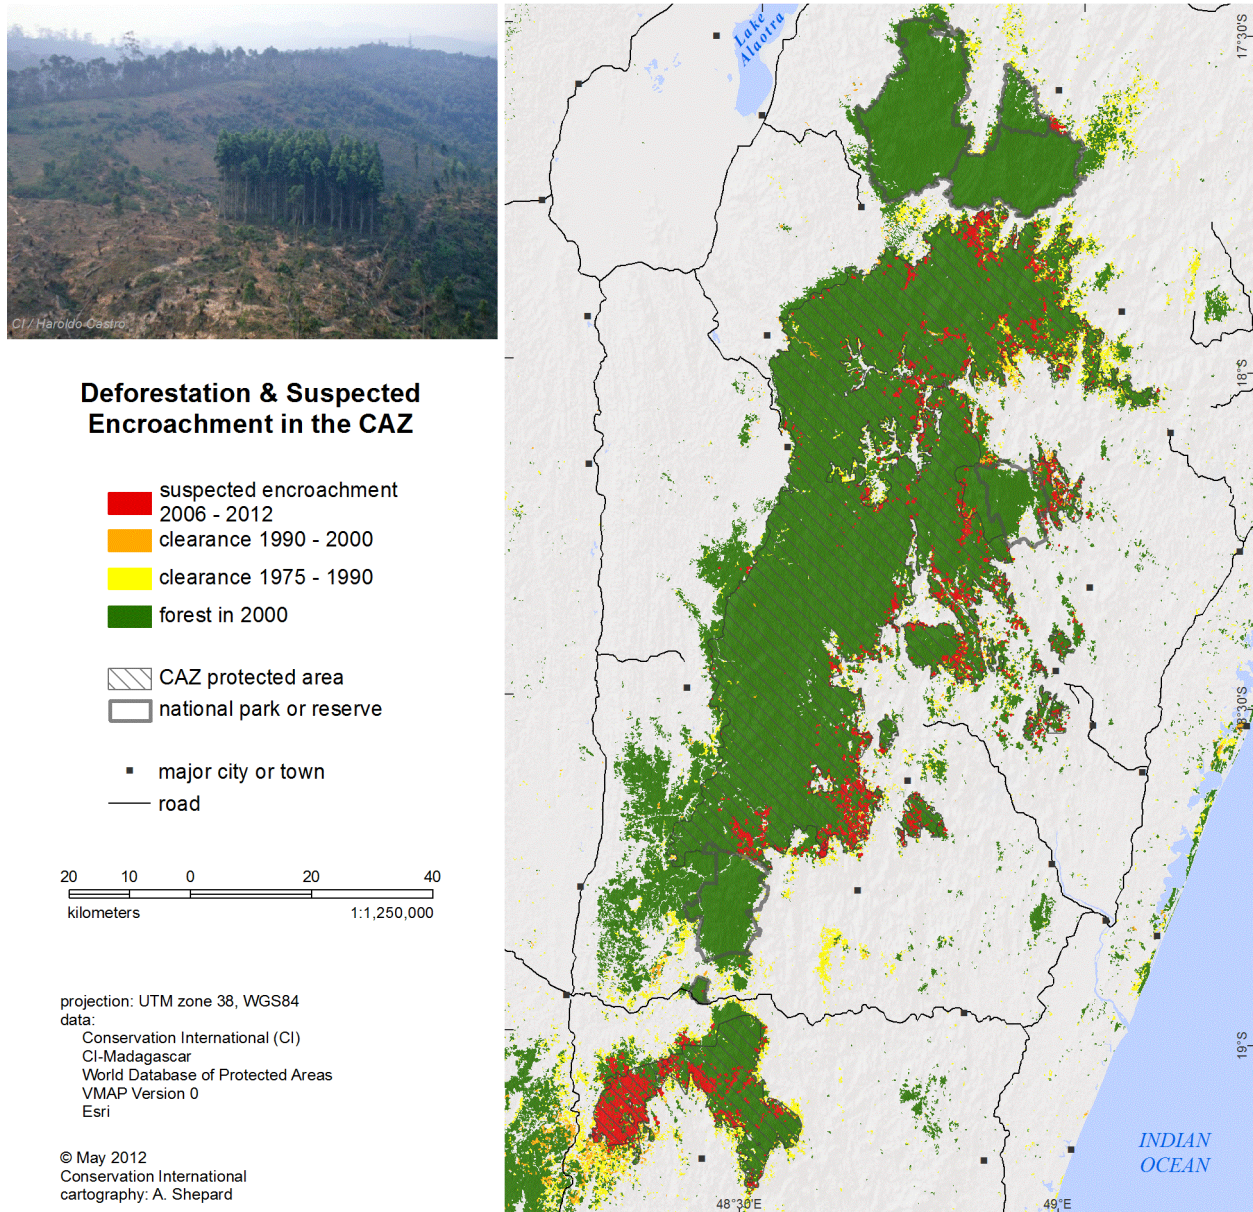 CI / Haroldo Castro
Deforestation & Suspected
Encroachment in the CAZ
suspected encroachment
2006 - 2012
clearance 1990 - 2000
clearance 1975 - 1990
forest in 2000
CAZ protected area
national park or reserve
major city or town
road
20 10 0 20 40
kilometers 1:1,250,000
projection: UTM zone 38, WGS84
data:
Conservation International (CI)
CI-Madagascar
World Database of Protected Areas
VMAP Version 0
Esri
© May 2012
Conservation International
cartography: A. Shepard
Lake
Alaotra
17°30'S
18°S
8°30'S
19°S
INDIAN
OCEAN
48°30'E
49°E